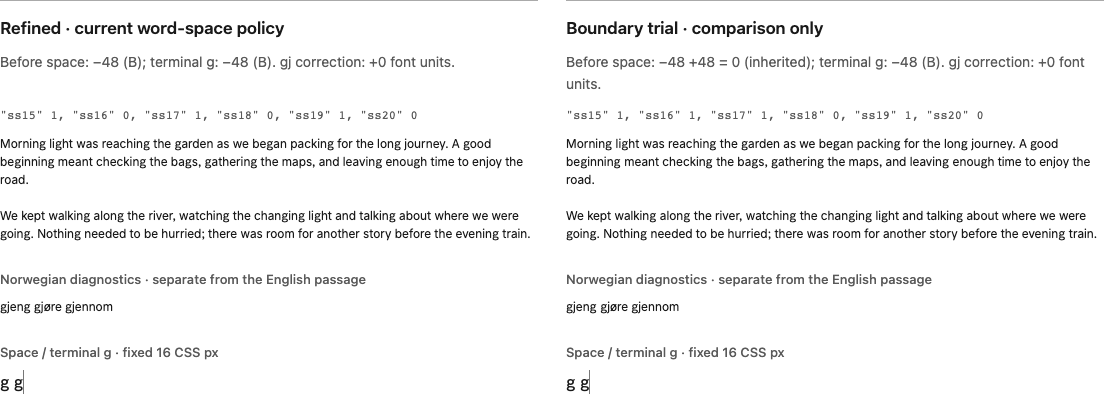 Refined · current word-space policy
Before space: −48 (B); terminal g: −48 (B). gj correction: +0 font units.
"ss15" 1, "ss16" 0, "ss17" 1, "ss18" 0, "ss19" 1, "ss20" 0
Morning light was reaching the garden as we began packing for the long journey. A good
beginning meant checking the bags, gathering the maps, and leaving enough time to enjoy the
road.
We kept walking along the river, watching the changing light and talking about where we were
going. Nothing needed to be hurried; there was room for another story before the evening train.
Norwegian diagnostics · separate from the English passage
gjeng gjøre gjennom
Space / terminal g · fixed 16 CSS px
g g
Boundary trial · comparison only
Before space: −48 +48 = 0 (inherited); terminal g: −48 (B). gj correction: +0 font
units.
"ss15" 1, "ss16" 1, "ss17" 1, "ss18" 0, "ss19" 1, "ss20" 0
Morning light was reaching the garden as we began packing for the long journey. A good
beginning meant checking the bags, gathering the maps, and leaving enough time to enjoy the
road.
We kept walking along the river, watching the changing light and talking about where we were
going. Nothing needed to be hurried; there was room for another story before the evening train.
Norwegian diagnostics · separate from the English passage
gjeng gjøre gjennom
Space / terminal g · fixed 16 CSS px
g g